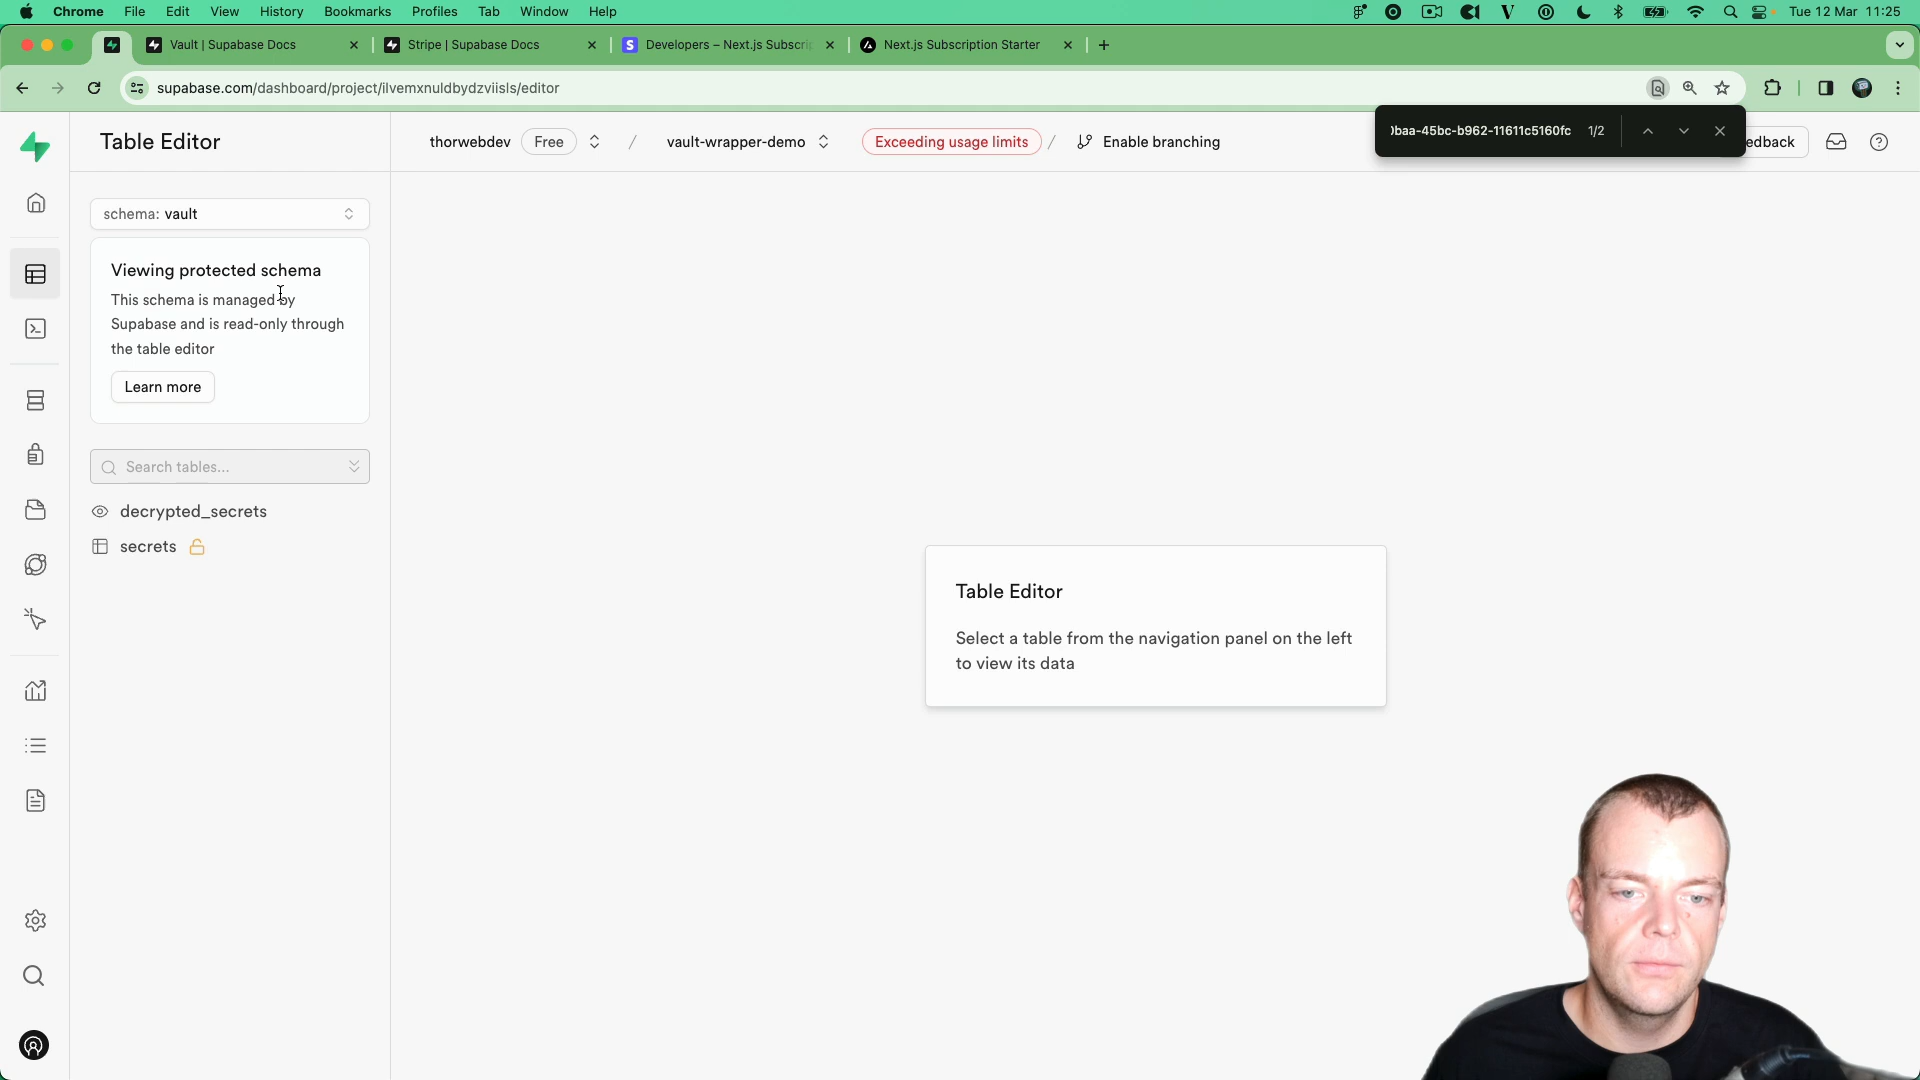 Chrome File Edit View History Bookmarks Profiles Tab Window Help
Tue 12 Mar 11:25
Vault | Supabase Docs
Stripe | Supabase Docs
Developers – Next.js Subscri
Next.js Subscription Starter
supabase.com/dashboard/project/ilvemxnuldbydzviisls/editor
baa-45bc-b962-11611c5160fc 1/2
Table Editor
thorwebdev Free / vault-wrapper-demo Exceeding usage limits / Enable branching
edback
schema: vault
Viewing protected schema
This schema is managed by
Supabase and is read-only through
the table editor
Learn more
Search tables...
decrypted_secrets
secrets
Table Editor
Select a table from the navigation panel on the left
to view its data